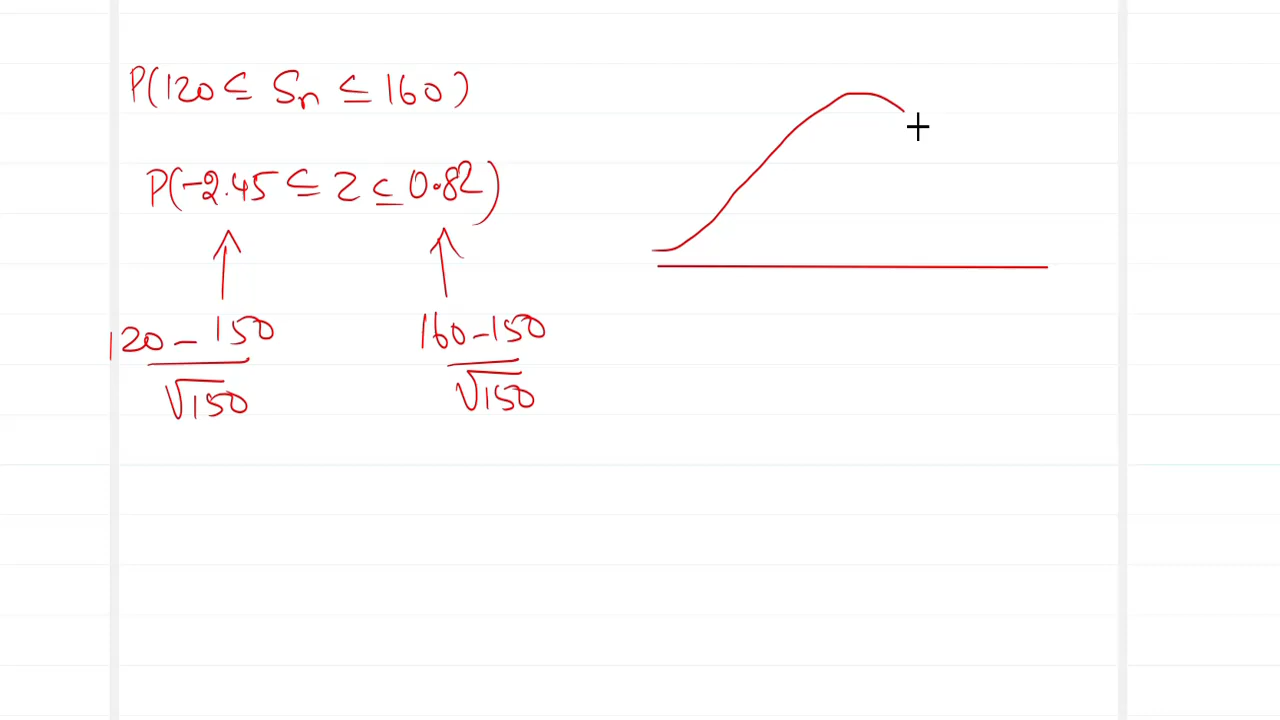 P(120 ≤ Sn ≤ 160)
P(-2.45 ≤ Z ≤ 0.82)
120 - 150 160 - 150
√150 √150